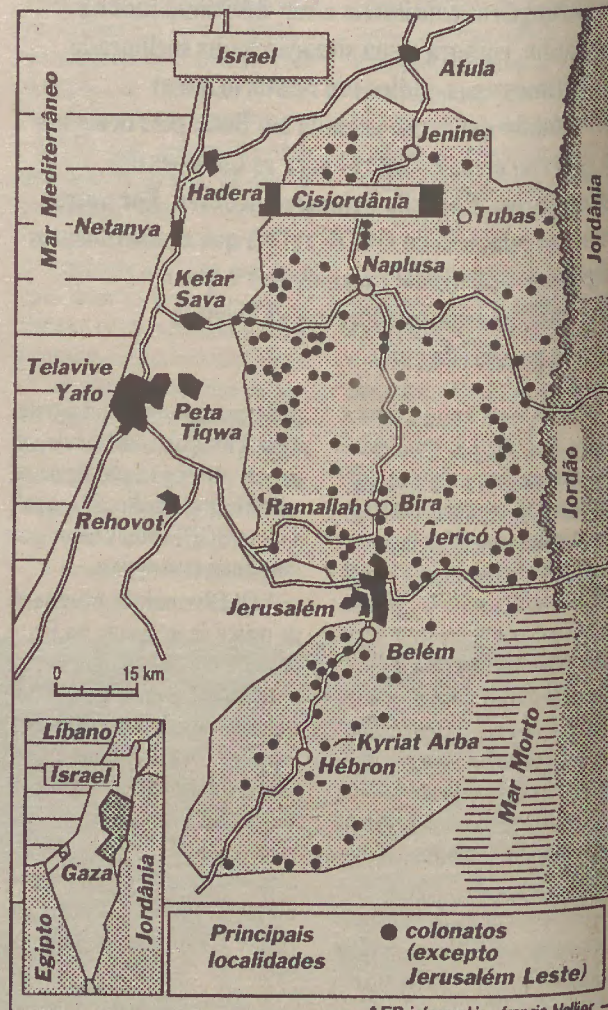 Israel
Afula
Mar Mediterrâneo
Jenine
Hadera
Cisjordânia
Jordânia
Netanya
Tubas
Naplusa
Kefar
Sava
Telavive
Yafo
Peta
Tiqwa
Jordão
Ramallah
Bira
Rehovot
Jericó
Jerusalém
Belém
0 15 km
Kyriat Arba
Hébron
Mar Morto
Líbano
Israel
Gaza
Jordânia
Egipto
Principais
localidades
colonatos
(excepto
Jerusalém Leste)